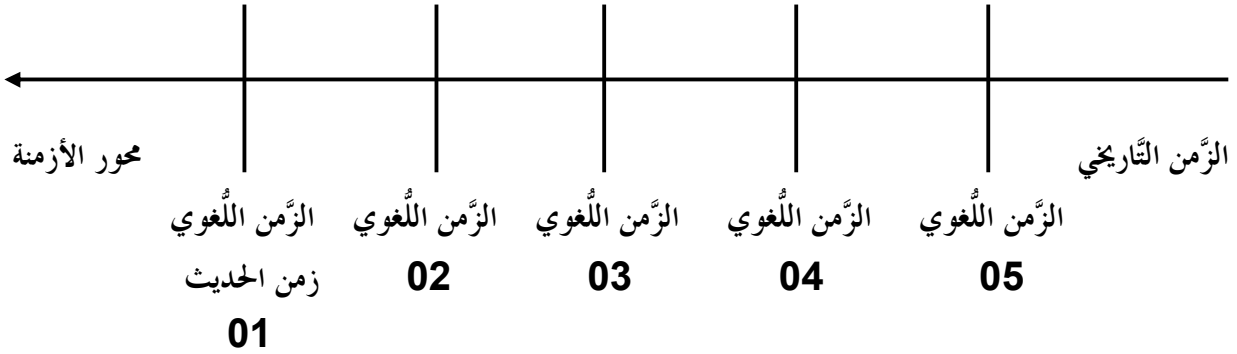 الزَّمن التَّاريخي
محور الأزمنة
الزَّمن اللُّغوي
05
الزَّمن اللُّغوي
04
الزَّمن اللُّغوي
03
الزَّمن اللُّغوي
02
الزَّمن اللُّغوي
زمن الحديث
01